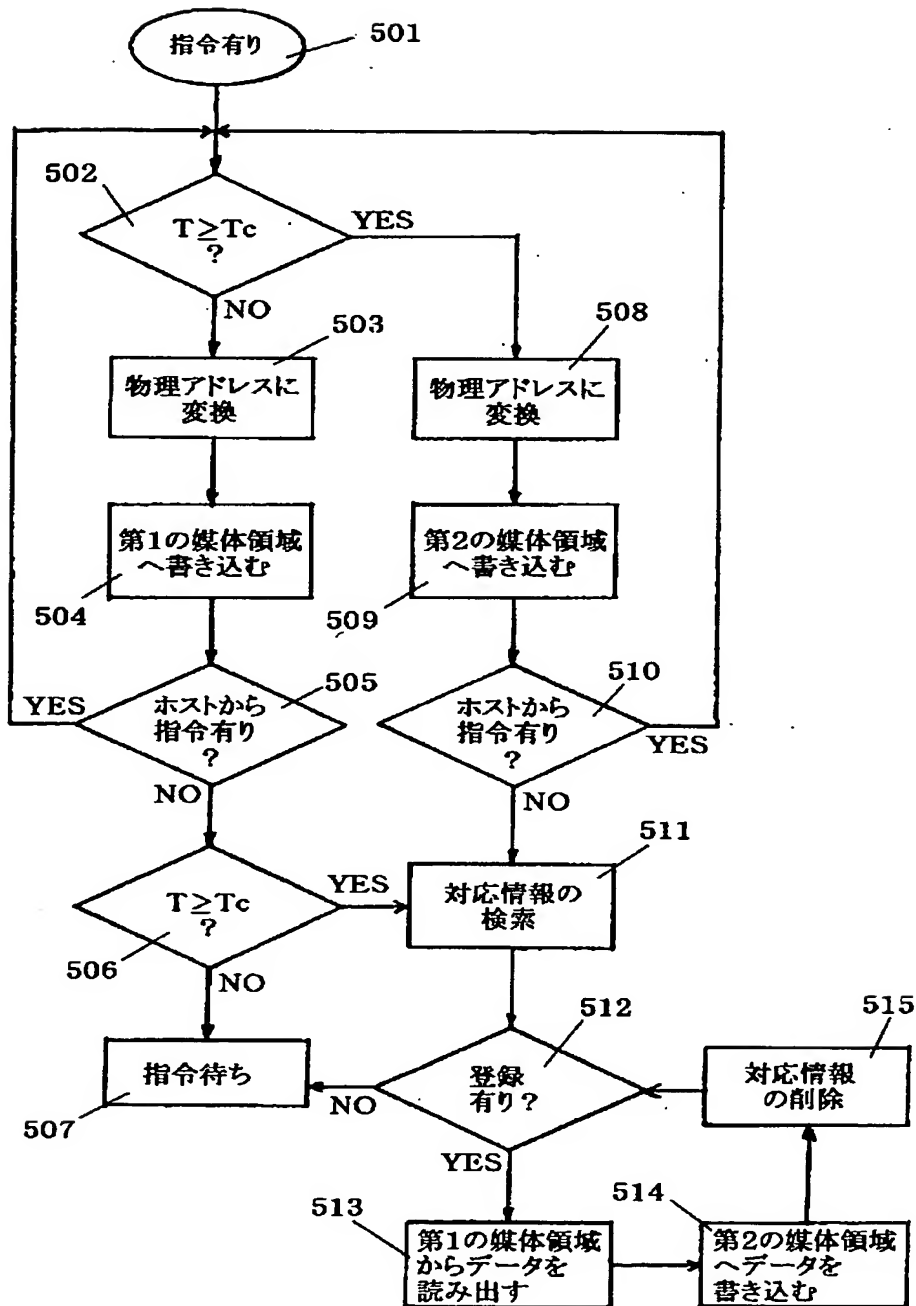 指令有り
501
502
T≧Tc
?
YES
NO
503
508
物理アドレスに
変換
物理アドレスに
変換
第1の媒体領域
へ書き込む
第2の媒体領域
へ書き込む
504
509
505
510
YES
ホストから
指令有り
?
ホストから
指令有り
?
YES
NO
NO
511
T≧Tc
?
YES
対応情報の
検索
506
NO
512
515
指令待ち
NO
登録
有り?
対応情報
の削除
507
YES
513
514
第1の媒体領域
からデータを
読み出す
第2の媒体領域
へデータを
書き込む